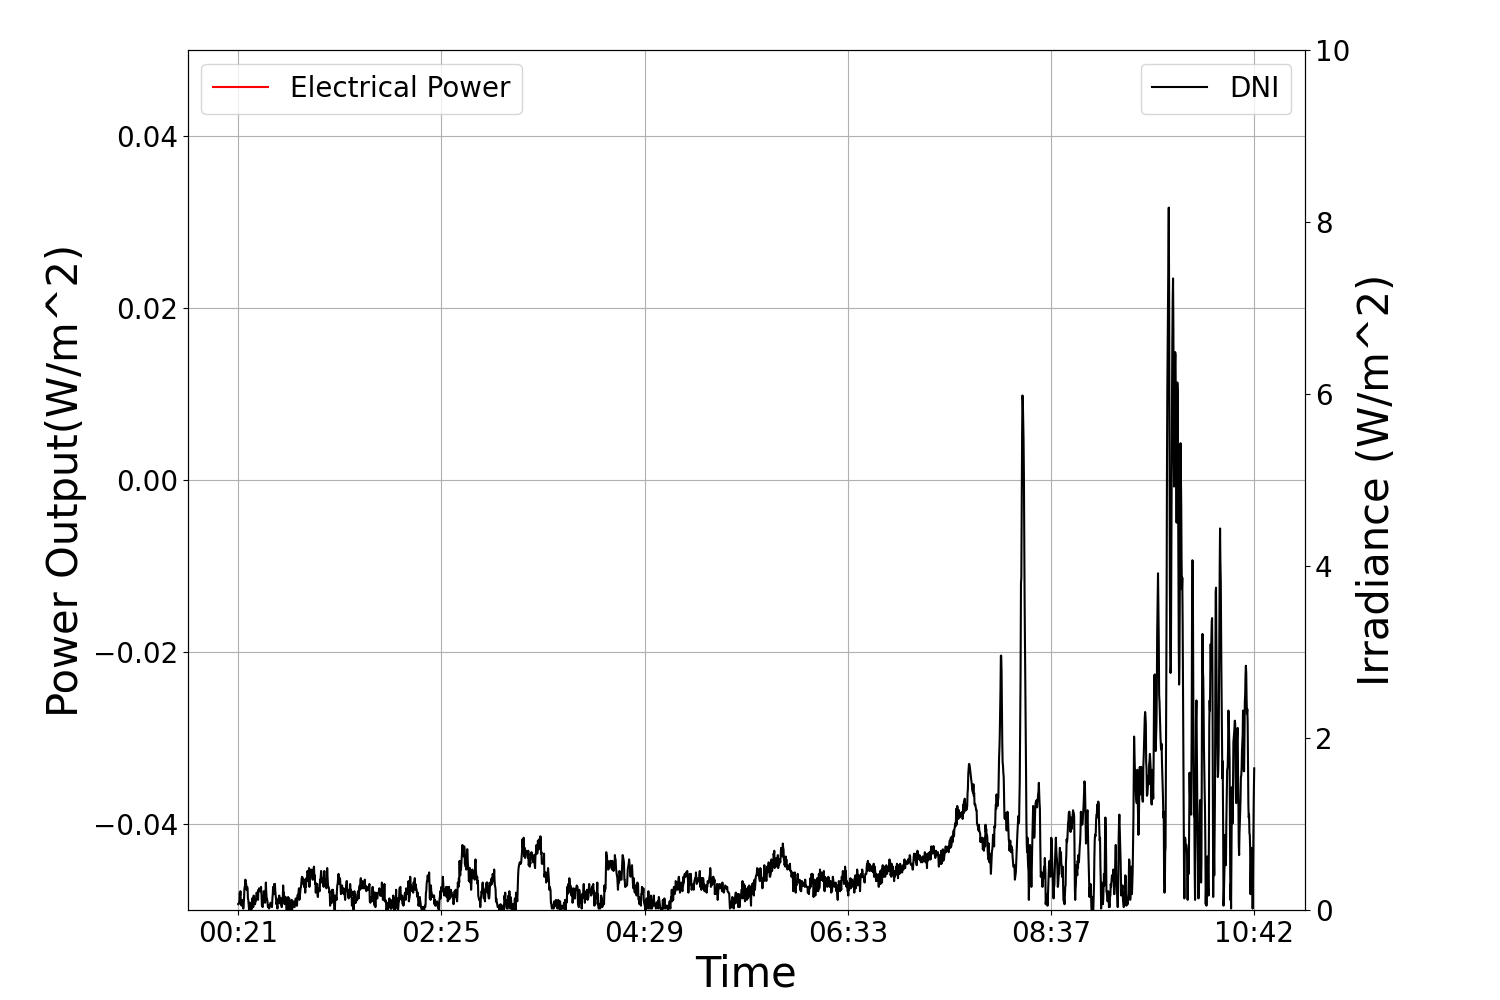 Electrical Power
DNI
Power Output(W/m^2)
0.04
0.02
0.00
−0.02
−0.04
10
8
6
4
2
0
Irradiance (W/m^2)
00:21 02:25 04:29 06:33 08:37 10:42
Time